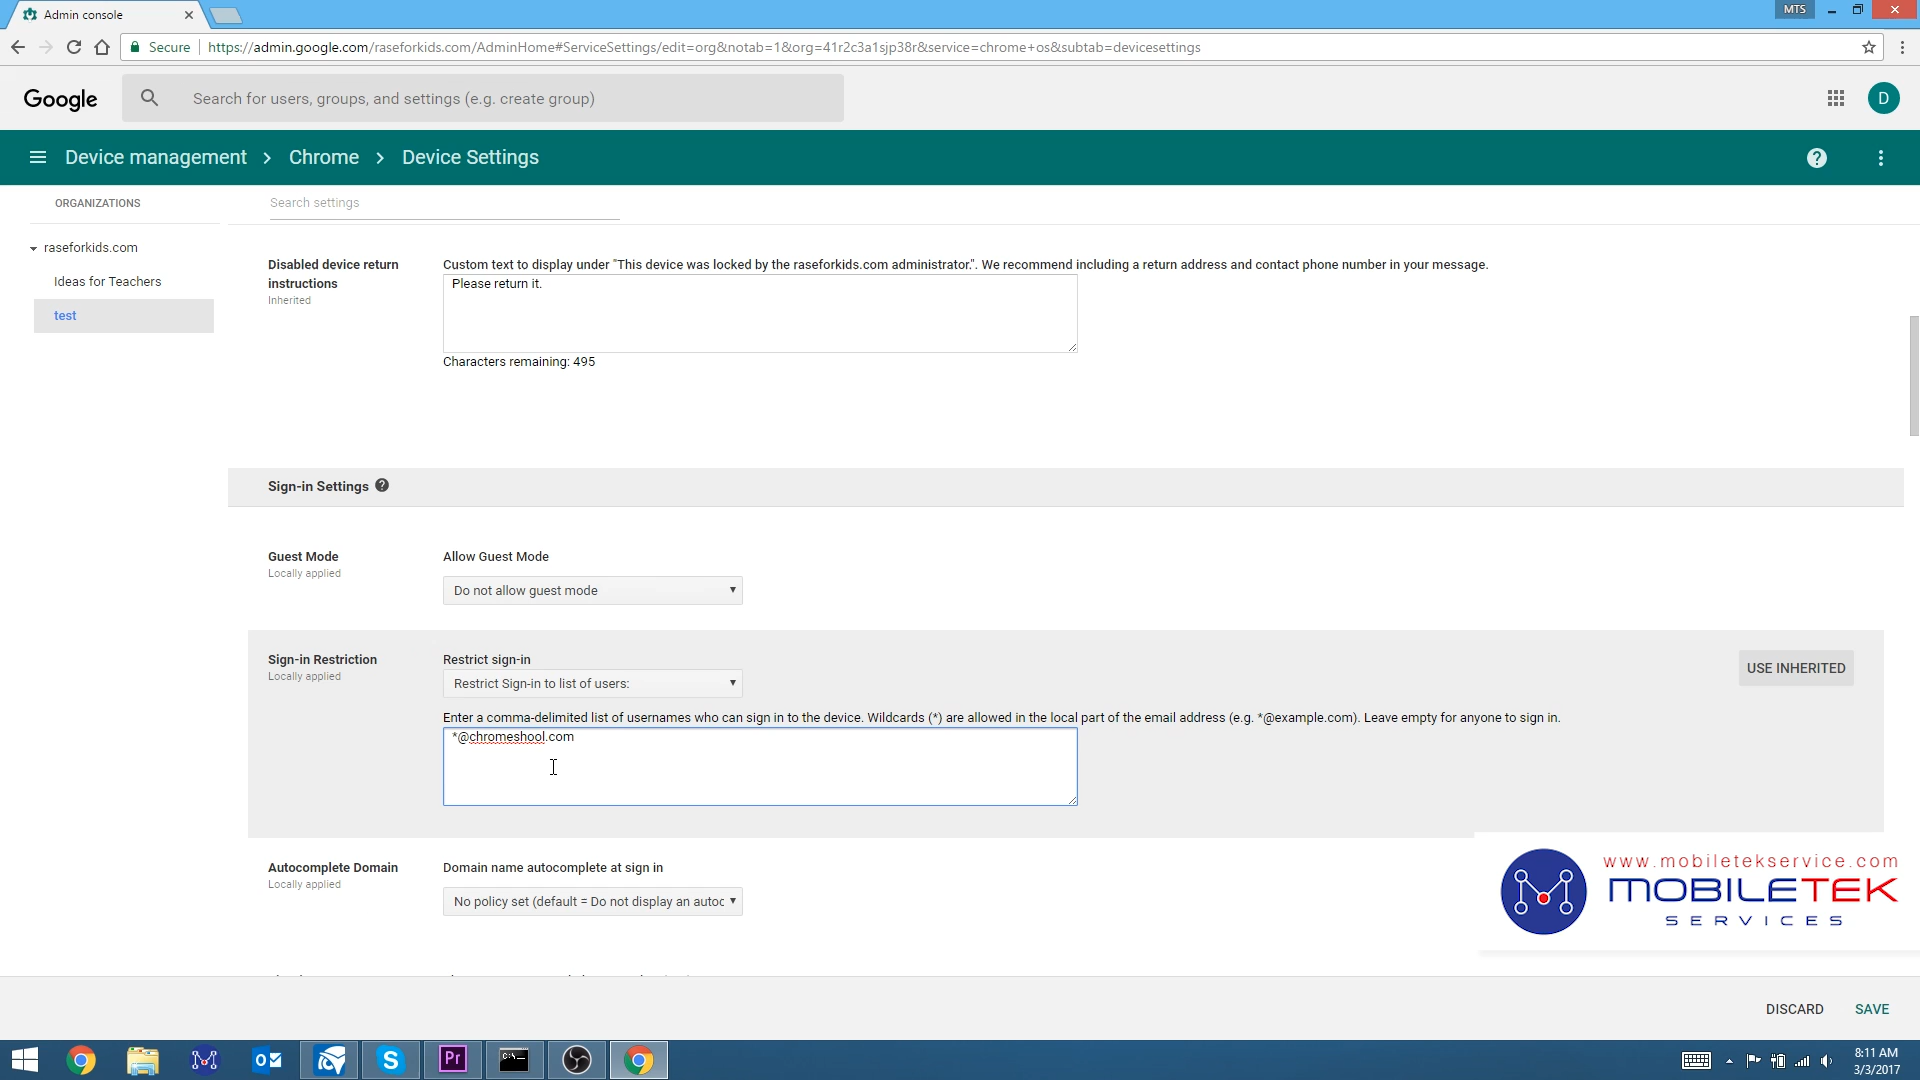 Admin console
MTS
Secure
https://admin.google.com/raseforkids.com/AdminHome#ServiceSettings/edit=org&notab=1&org=41r2c3a1sjp38r&service=chrome+os&subtab=devicesettings
Google
Search for users, groups, and settings (e.g. create group)
D
Device management > Chrome > Device Settings
?
ORGANIZATIONS
Search settings
raseforkids.com
Ideas for Teachers
test
Disabled device return
instructions
Inherited
Custom text to display under "This device was locked by the raseforkids.com administrator.". We recommend including a return address and contact phone number in your message.
Please return it.
Characters remaining: 495
Sign-in Settings ?
Guest Mode
Locally applied
Allow Guest Mode
Do not allow guest mode
Sign-in Restriction
Locally applied
Restrict sign-in
Restrict Sign-in to list of users:
USE INHERITED
Enter a comma-delimited list of usernames who can sign in to the device. Wildcards (*) are allowed in the local part of the email address (e.g. *@example.com). Leave empty for anyone to sign in.
*@chromeshool.com
Autocomplete Domain
Locally applied
Domain name autocomplete at sign in
No policy set (default = Do not display an autoc
www.mobiletekservice.com
MOBILETEK
SERVICES
DISCARD
SAVE
Pr
8:11 AM
3/3/2017